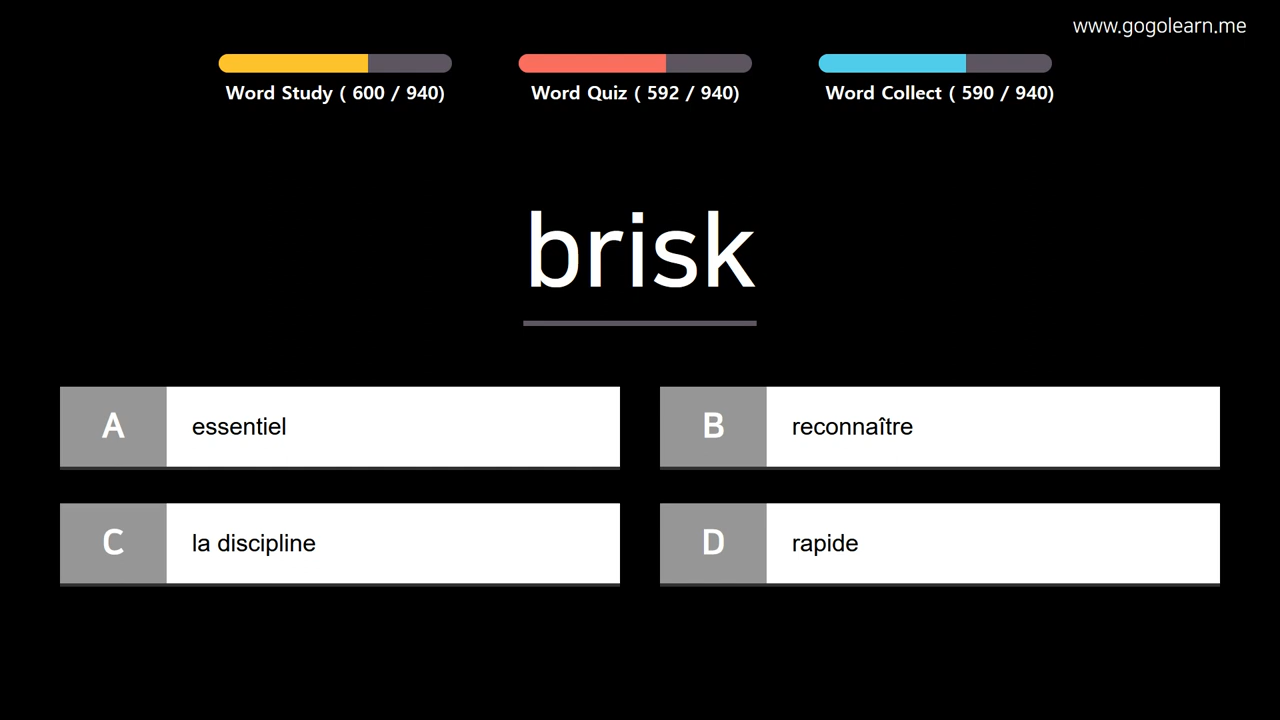 www.gogolearn.me
Word Study ( 600 / 940)
Word Quiz ( 592 / 940)
Word Collect ( 590 / 940)
brisk
A essentiel
B reconnaître
C la discipline
D rapide